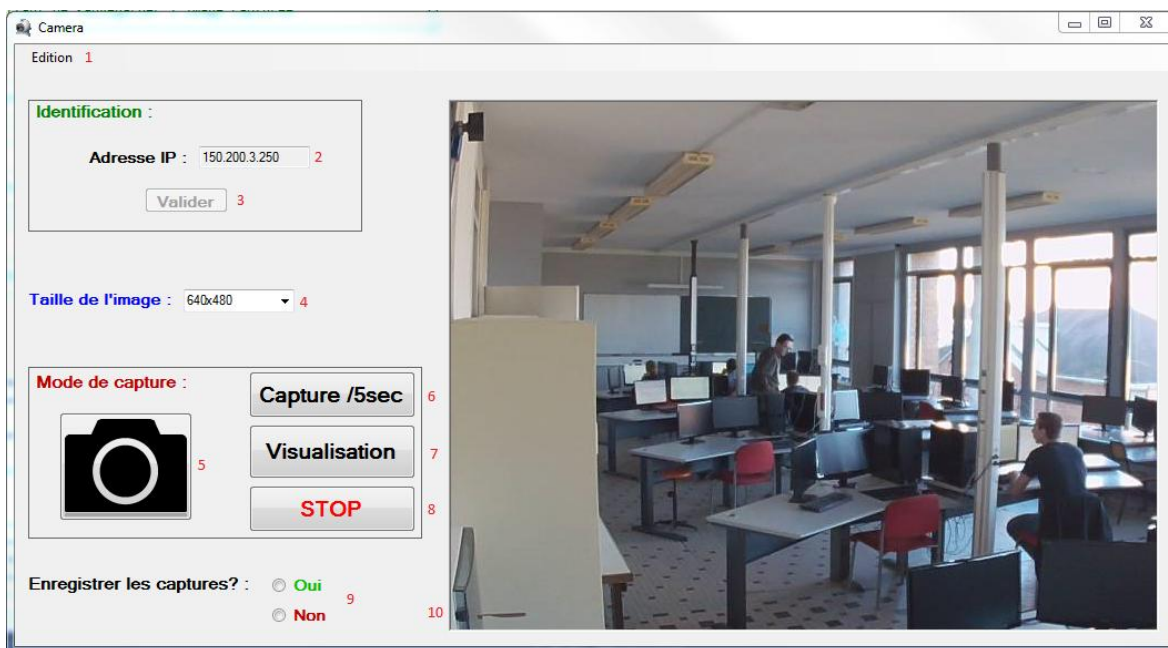 Camera
Edition 1
Identification :
Adresse IP : 150.200.3.250 2
Valider 3
Taille de l'image : 640x480 4
Mode de capture :
Capture /5sec 6
5
Visualisation 7
STOP 8
Enregistrer les captures? : Oui
9
Non
10